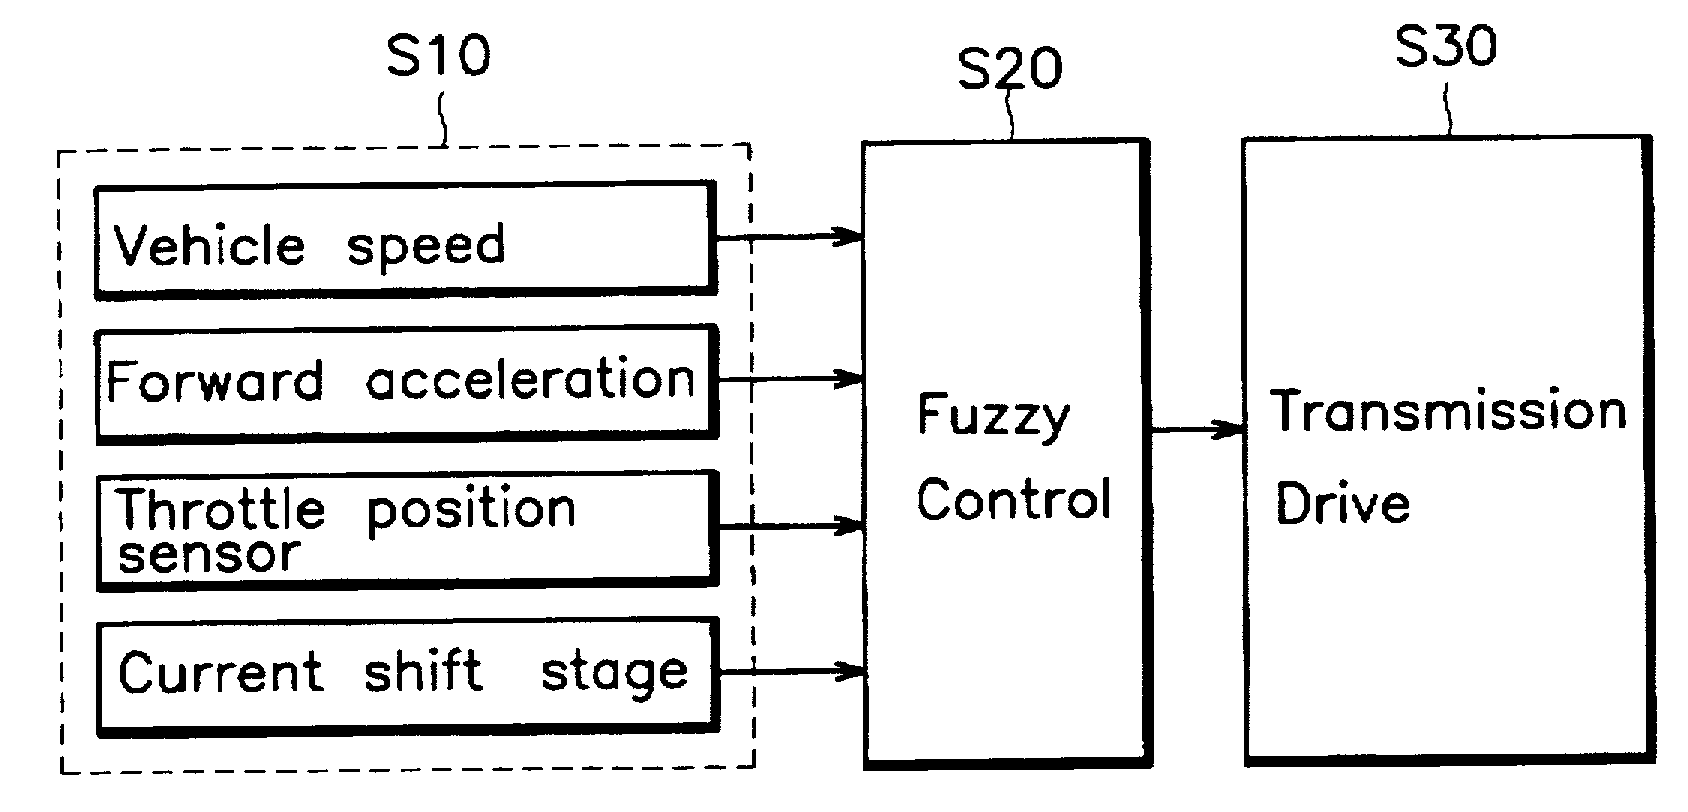 S10
S20
S30
Vehicle speed
Forward acceleration
Throttle position
sensor
Current shift stage
Fuzzy
Control
Transmission
Drive